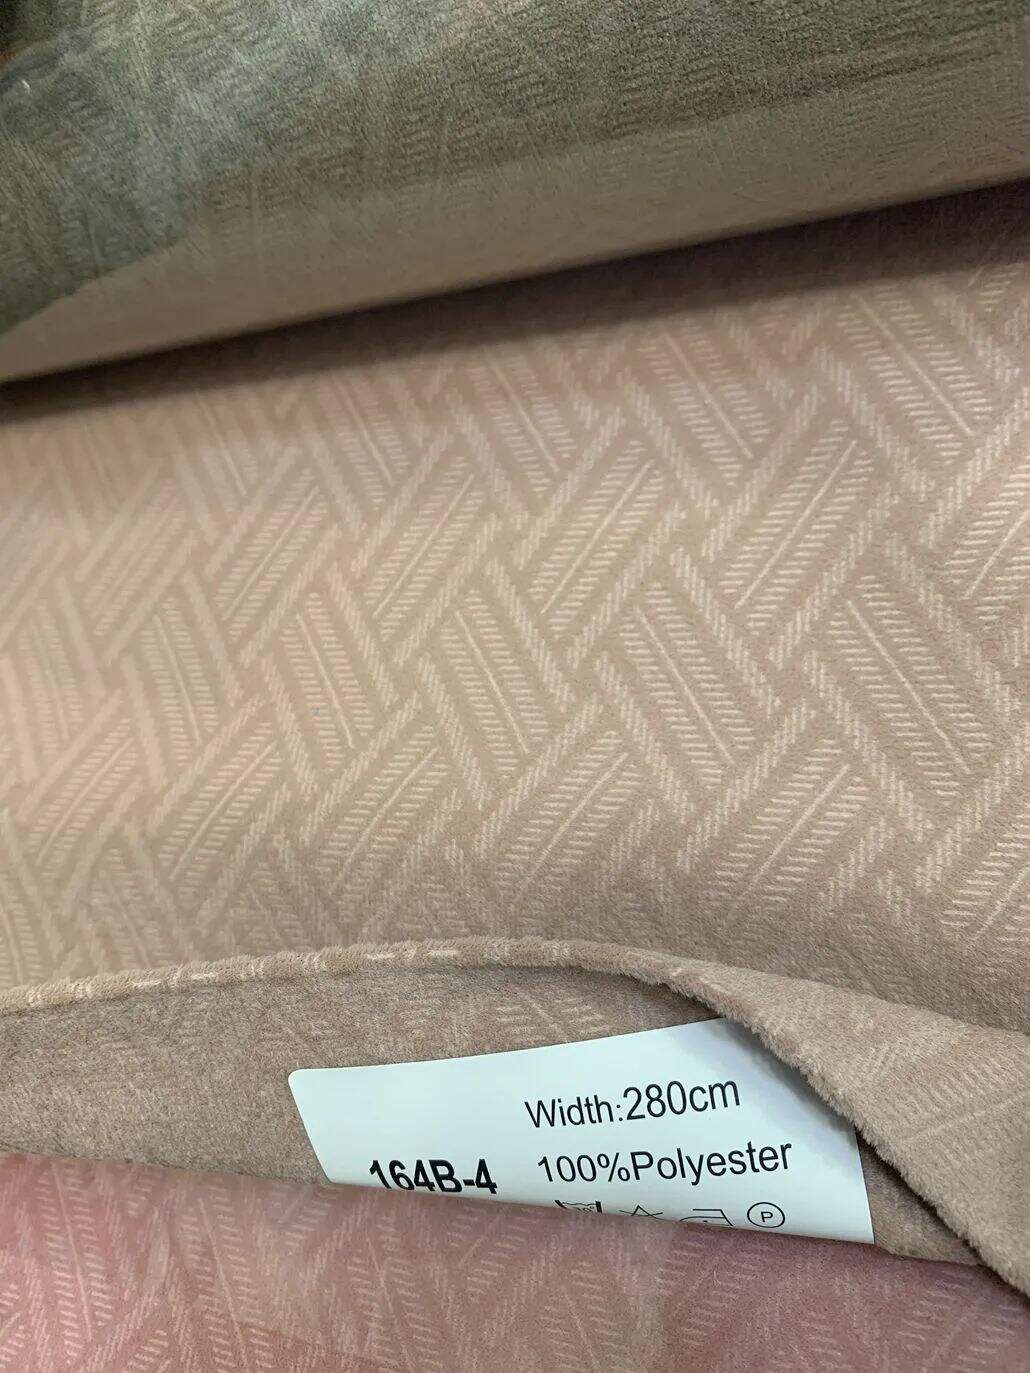 Width:280cm
164B-4 100%Polyester
P